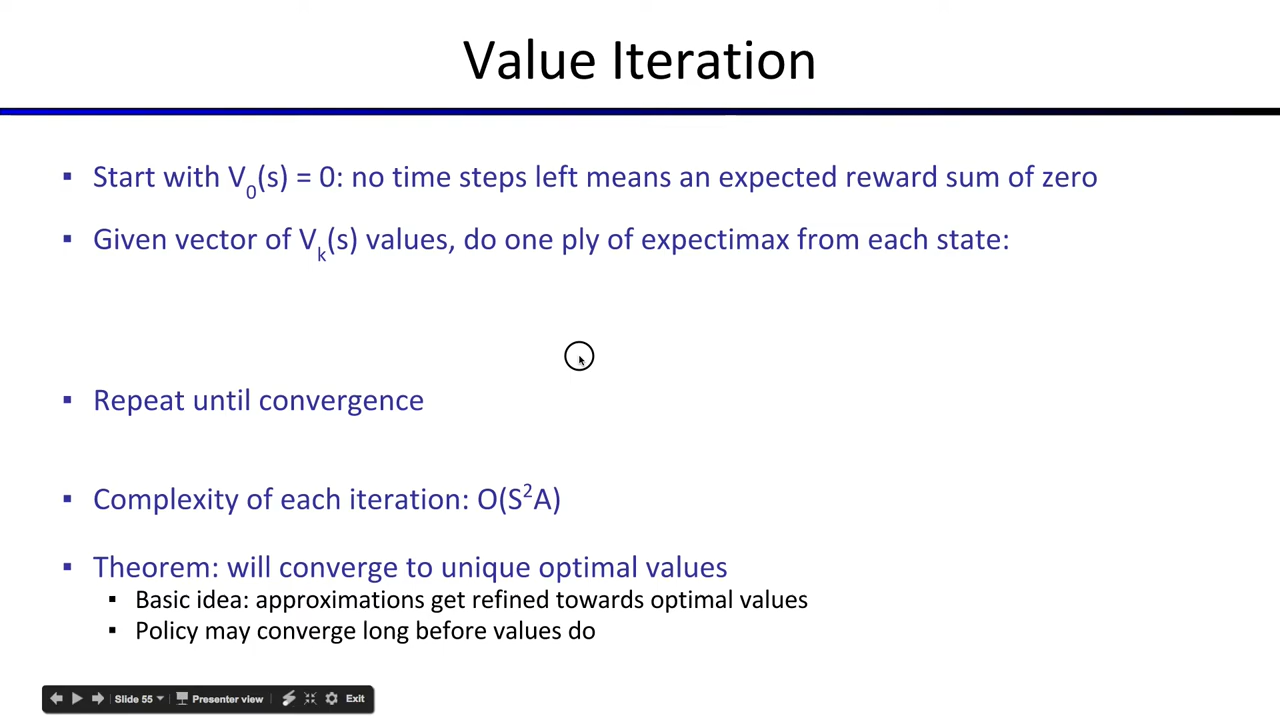 Value Iteration
▪ Start with V₀(s) = 0: no time steps left means an expected reward sum of zero
▪ Given vector of Vₖ(s) values, do one ply of expectimax from each state:
▪ Repeat until convergence
▪ Complexity of each iteration: O(S²A)
▪ Theorem: will converge to unique optimal values
▪ Basic idea: approximations get refined towards optimal values
▪ Policy may converge long before values do
Slide 55 Presenter view Exit